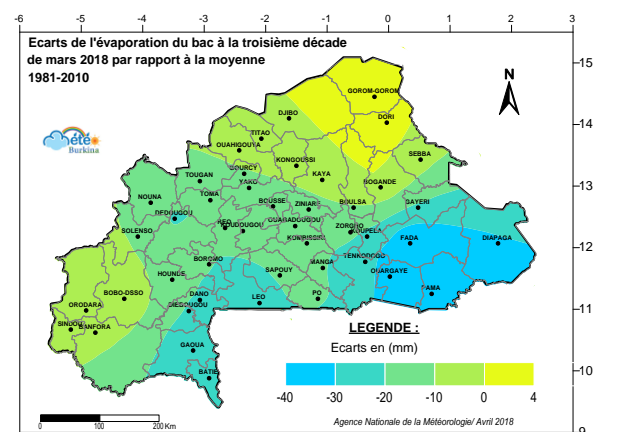 -6 -5 -4 -3 -2 -1 0 1 2 3
Ecarts de l'évaporation du bac à la troisième décade
de mars 2018 par rapport à la moyenne
1981-2010
N
météo
Burkina
15
14
13
12
11
10
9
GOROM-GOROM
DJIBO
DORI
TITAO
OUAHIGOUYA
SEBBA
KONGOUSSI
GOURCY
TOUGAN
KAYA
YAKO
BOGANDE
NOUNA
TOMA
BOUSSE
ZINIARE
BOULSA
GAYERI
DEDOUGOU
SOLENSO
REO
KOUDOUGOU
OUAGADOUGOU
ZORGHO
KOUPELA
KOMBISSIRI
FADA
DIAPAGA
TENKODOGO
BOROMO
MANGA
HOUNDE
SAPOUY
OUARGAYE
BOBO-DSSO
DANO
LEO
PO
PAMA
ORODARA
DIEBOUGOU
SINDOU
BANFORA
GAOUA
BATIE
LEGENDE :
Ecarts en (mm)
-40 -30 -20 -10 0 4
0 100 200 Km
Agence Nationale de la Météorologie/ Avril 2018